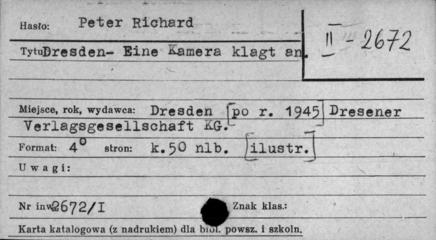 Hasło: Peter Richard
Tytuł Dresden- Eine Kamera klagt an.
II - 2672
Miejsce, rok, wydawca: Dresden [po r. 1945] Dresener
Verlagsgesellschaft KG.
Format: 4° stron: k.50 nlb. [ilustr.]
Uwagi:
Nr inw. 2672/I Znak klas.:
Karta katalogowa (z nadrukiem) dla bibl. powsz. i szkoln.